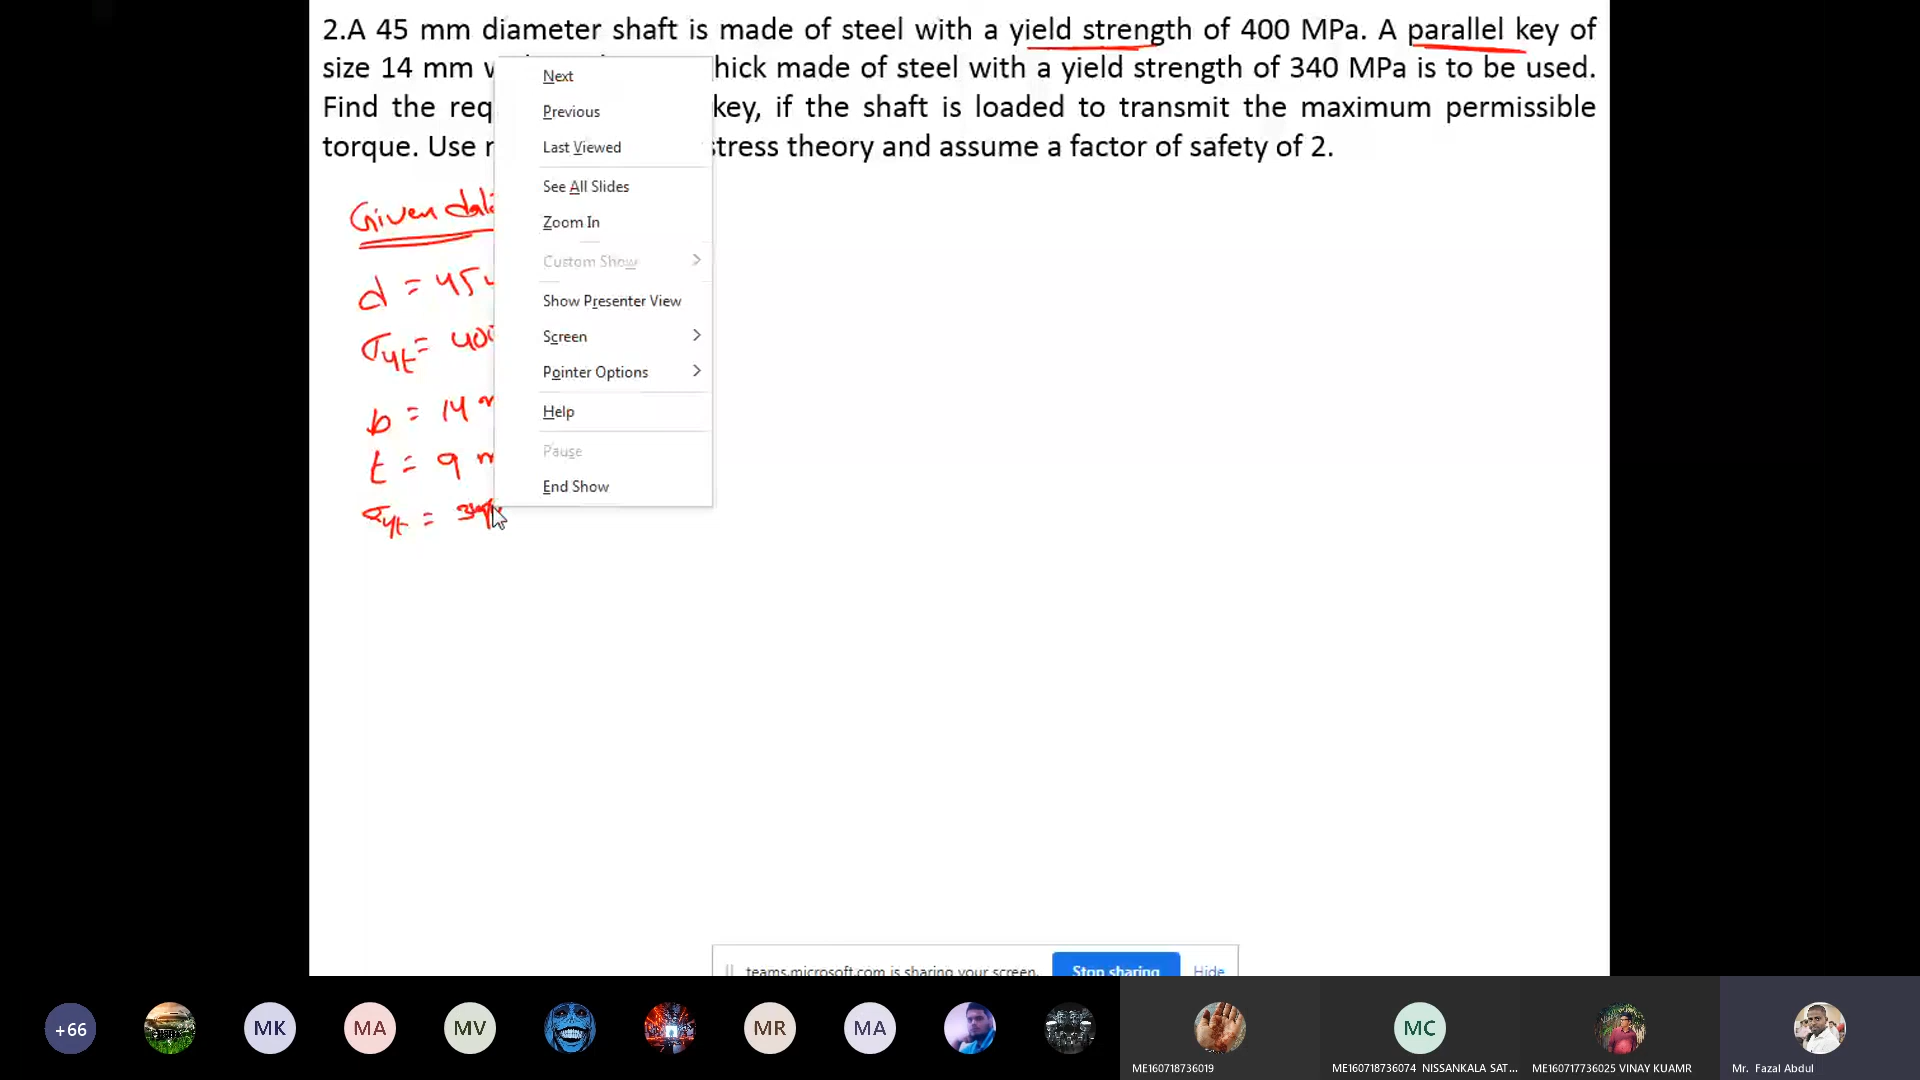 2.A 45 mm diameter shaft is made of steel with a yield strength of 400 MPa. A parallel key of
size 14 mm hick made of steel with a yield strength of 340 MPa is to be used.
Find the req key, if the shaft is loaded to transmit the maximum permissible
torque. Use stress theory and assume a factor of safety of 2.
Next
Previous
Last Viewed
See All Slides
Zoom In
Custom Show
Show Presenter View
Screen
Pointer Options
Help
Pause
End Show
Given data
d = 45
σyt = 400
b = 14
t = 9
σyt =
teams.microsoft.com is sharing your screen.
Stop sharing
Hide
+66
MK
MA
MV
MR
MA
MC
ME160718736019
ME160718736074 NISSANKALA SAT...
ME160717736025 VINAY KUAMR
Mr. Fazal Abdul